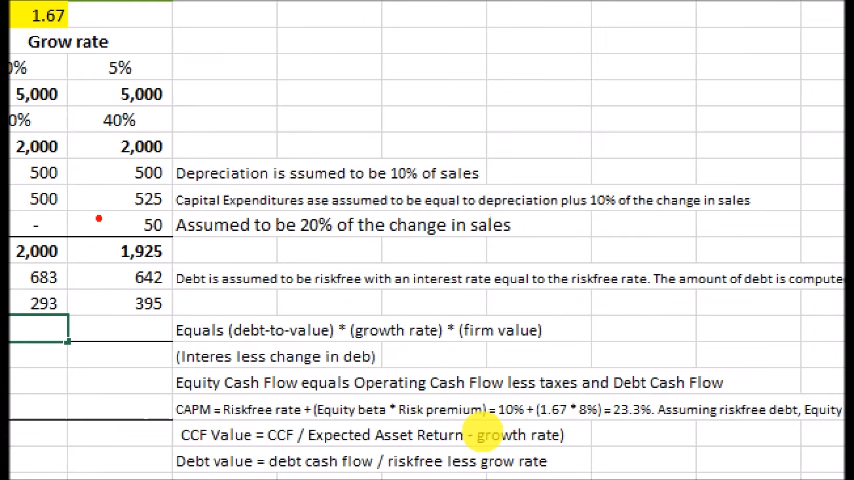 1.67
Grow rate
0% 5%
5,000 5,000
0% 40%
2,000 2,000
500 500 Depreciation is ssumed to be 10% of sales
500 525 Capital Expenditures ase assumed to be equal to depreciation plus 10% of the change in sales
- 50 Assumed to be 20% of the change in sales
2,000 1,925
683 642 Debt is assumed to be riskfree with an interest rate equal to the riskfree rate. The amount of debt is compute
293 395
Equals (debt-to-value) * (growth rate) * (firm value)
(Interes less change in deb)
Equity Cash Flow equals Operating Cash Flow less taxes and Debt Cash Flow
CAPM = Riskfree rate + (Equity beta * Risk premium) = 10% + (1.67 * 8%) = 23.3%. Assuming riskfree debt, Equity
CCF Value = CCF / Expected Asset Return - growth rate)
Debt value = debt cash flow / riskfree less grow rate